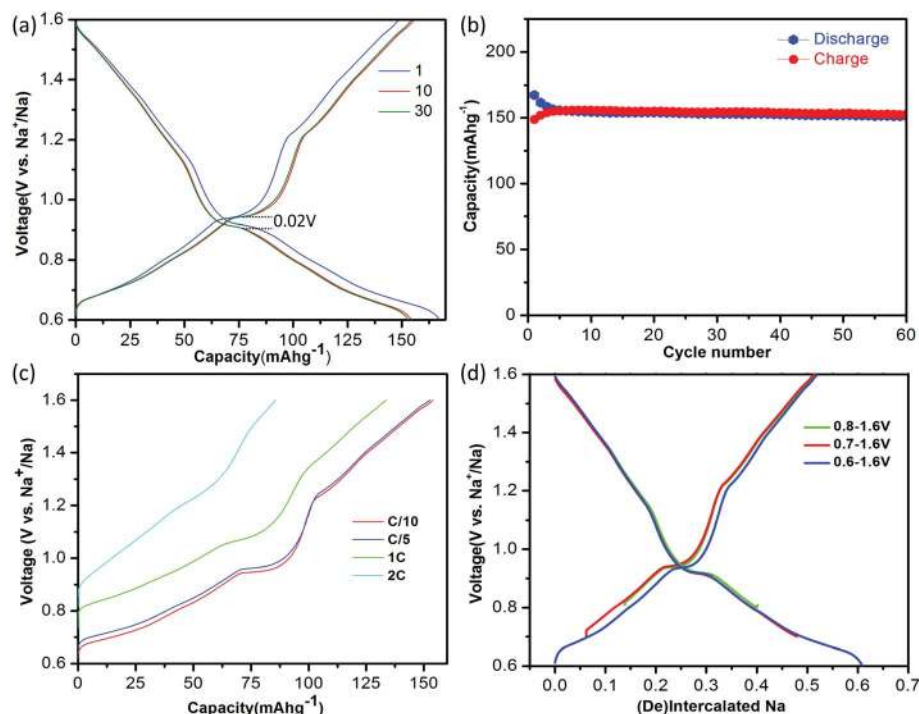 (a)
1.6
1.4
1.2
1.0
0.8
0.6
Voltage(V vs. Na⁺/Na)
1
10
30
0.02V
0 25 50 75 100 125 150
Capacity(mAhg⁻¹)
(b)
200
150
100
50
0
Capacity(mAhg⁻¹)
Discharge
Charge
0 10 20 30 40 50 60
Cycle number
(c)
1.6
1.4
1.2
1.0
0.8
0.6
Voltage (V vs. Na⁺/Na)
C/10
C/5
1C
2C
0 25 50 75 100 125 150
Capacity(mAhg⁻¹)
(d)
1.6
1.4
1.2
1.0
0.8
0.6
Voltage(V vs. Na⁺/Na)
0.8-1.6V
0.7-1.6V
0.6-1.6V
0.0 0.1 0.2 0.3 0.4 0.5 0.6 0.7
(De)Intercalated Na